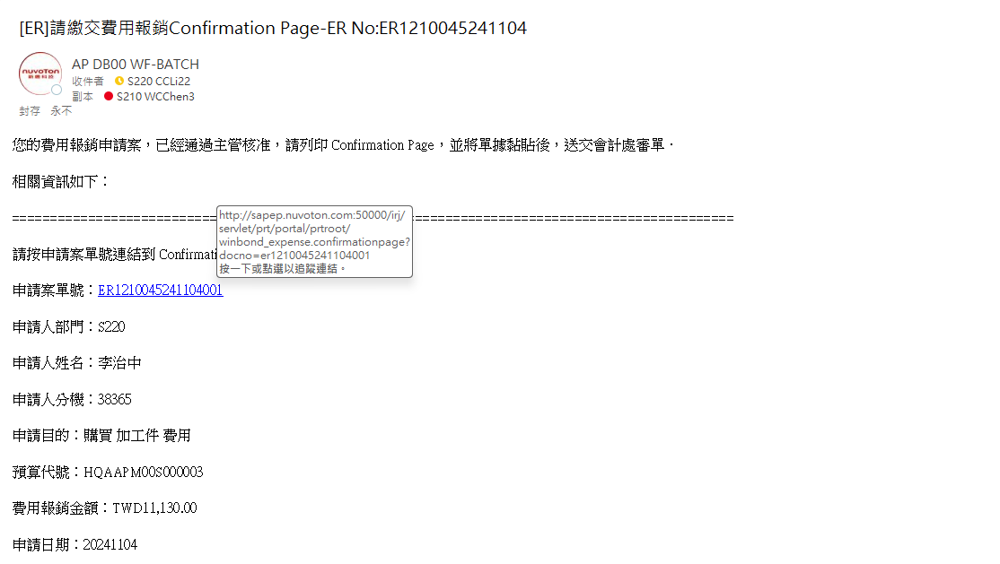 [ER]請繳交費用報銷Confirmation Page-ER No:ER1210045241104
nuvoTon
新唐科技
AP DB00 WF-BATCH
收件者 S220 CCLi22
副本 S210 WCChen3
封存 永不
您的費用報銷申請案，已經通過主管核准，請列印 Confirmation Page，並將單據黏貼後，送交會計處審單．
相關資訊如下：
http://sapep.nuvoton.com:50000/irj/
servlet/prt/portal/prtroot/
winbond_expense.confirmationpage?
docno=er1210045241104001
按一下或點選以追蹤連結。
請按申請案單號連結到 Confirmati
申請案單號：ER1210045241104001
申請人部門：S220
申請人姓名：李治中
申請人分機：38365
申請目的：購買 加工件 費用
預算代號：HQAAPM00S000003
費用報銷金額：TWD11,130.00
申請日期：20241104